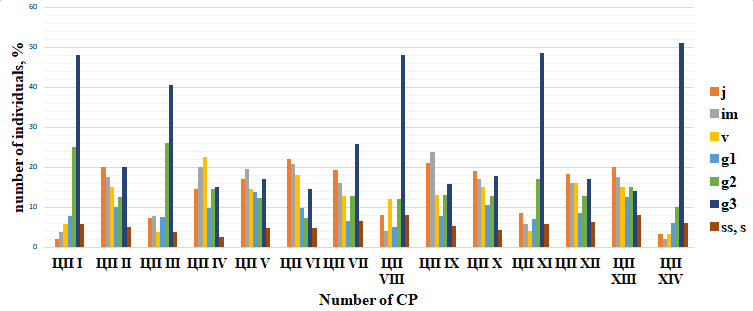 60
50
40
30
20
10
0
number of individuals, %
ЦП I ЦП II ЦП III ЦП IV ЦП V ЦП VI ЦП VII ЦП VIII ЦП IX ЦП X ЦП XI ЦП XII ЦП XIII ЦП XIV
Number of CP
j
im
v
g1
g2
g3
ss, s